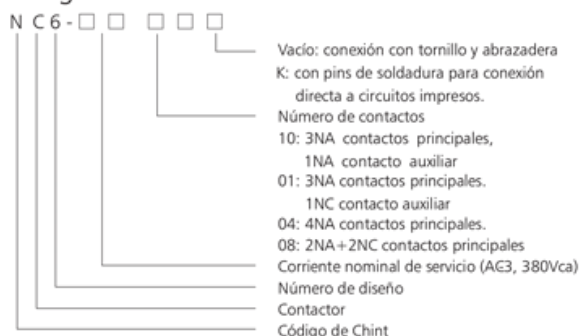 N C 6 - □ □ □ □ □
Vacío: conexión con tornillo y abrazadera
K: con pins de soldadura para conexión
directa a circuitos impresos.
Número de contactos
10: 3NA contactos principales,
1NA contacto auxiliar
01: 3NA contactos principales.
1NC contacto auxiliar
04: 4NA contactos principales.
08: 2NA+2NC contactos principales
Corriente nominal de servicio (AC3, 380Vca)
Número de diseño
Contactor
Código de Chint